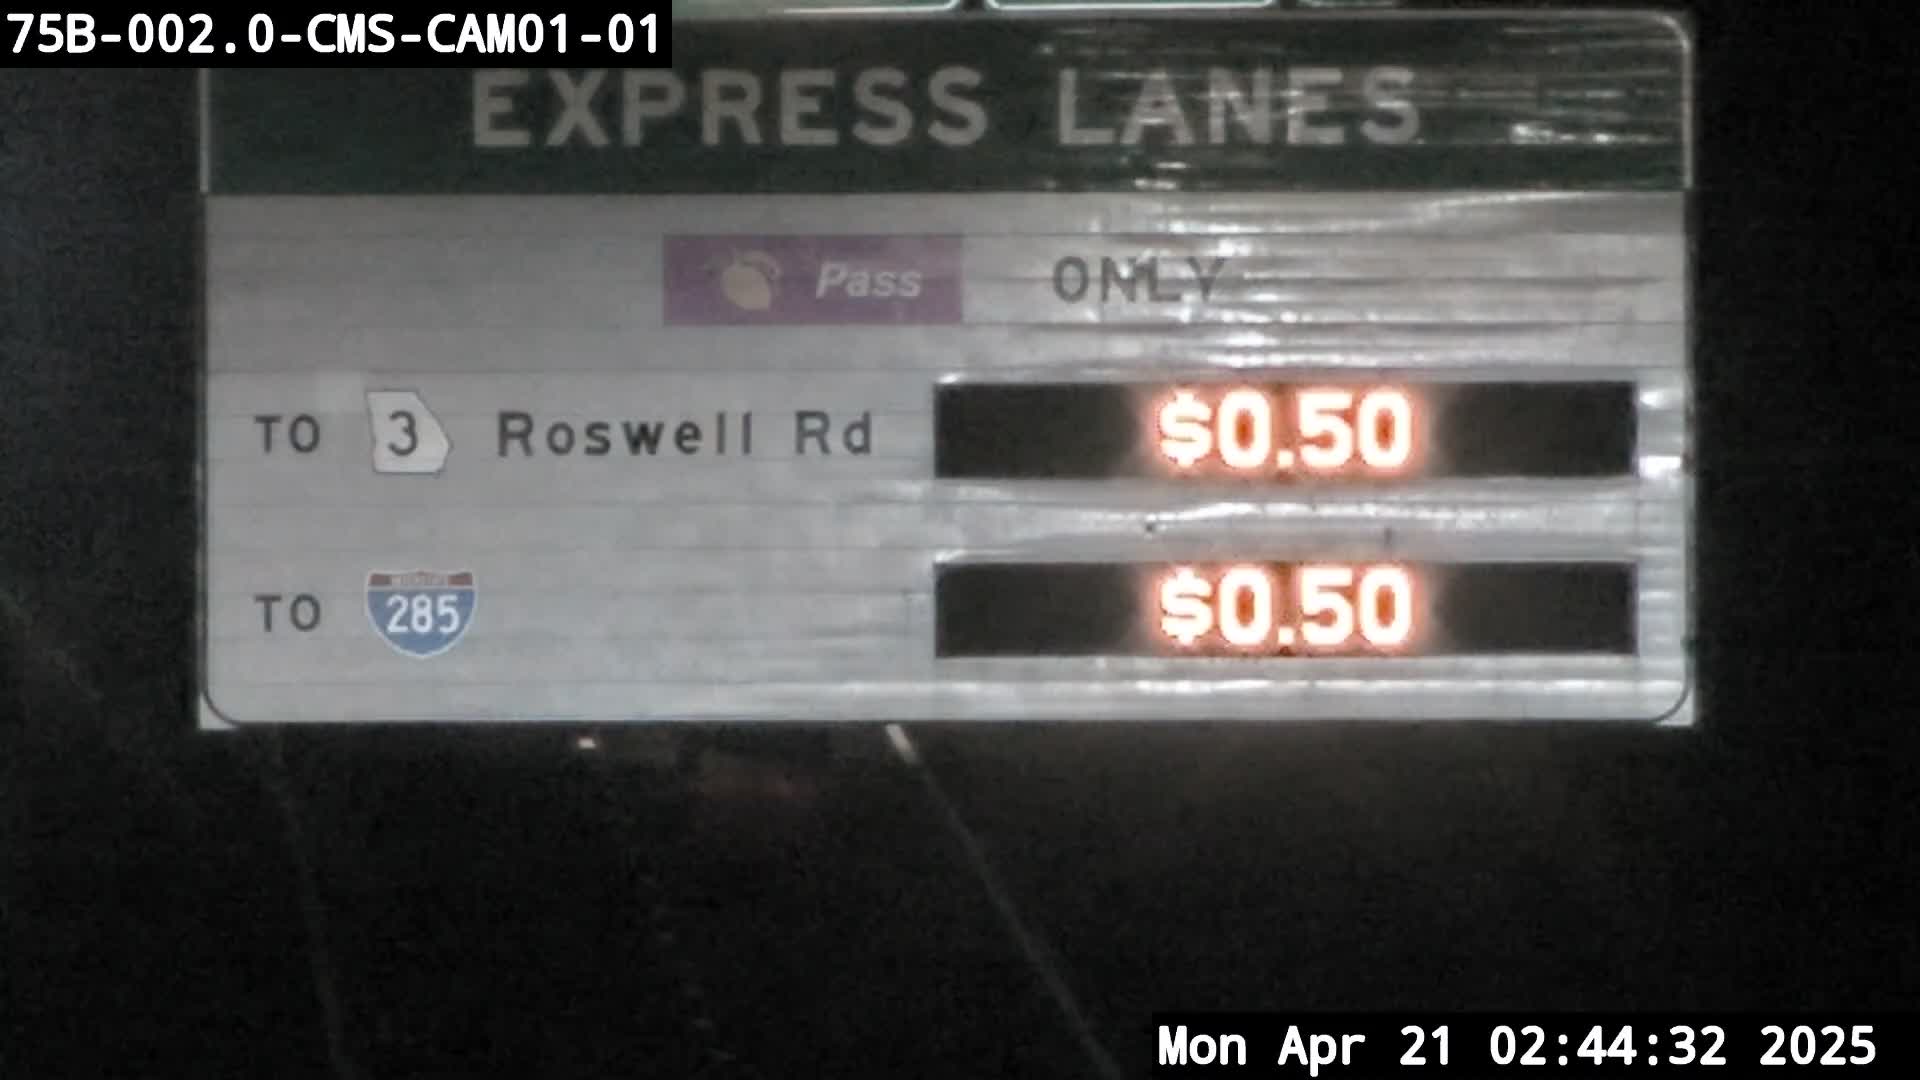 75B-002.0-CMS-CAM01-01
EXPRESS LANES
Pass ONLY
TO 3 Roswell Rd $0.50
TO 285 $0.50
Mon Apr 21 02:44:32 2025